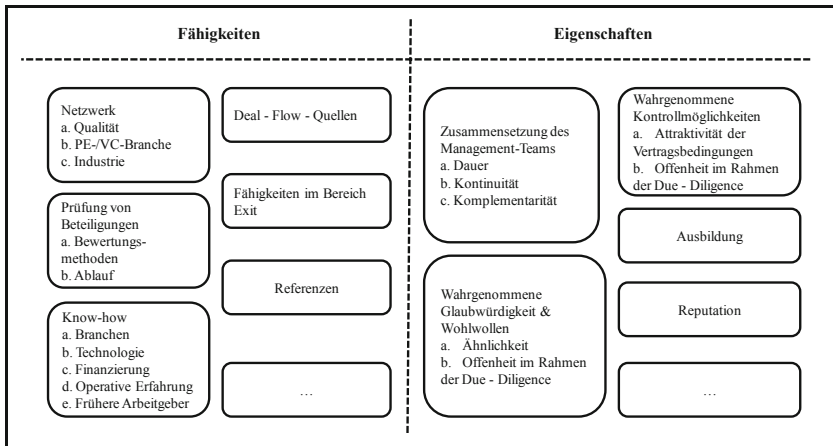 Fähigkeiten
Netzwerk
a. Qualität
b. PE-/VC-Branche
c. Industrie
Prüfung von
Beteiligungen
a. Bewertungs-
methoden
b. Ablauf
Know-how
a. Branchen
b. Technologie
c. Finanzierung
d. Operative Erfahrung
e. Frühere Arbeitgeber
Deal - Flow - Quellen
Fähigkeiten im Bereich
Exit
Referenzen
…
Eigenschaften
Zusammensetzung des
Management-Teams
a. Dauer
b. Kontinuität
c. Komplementarität
Wahrgenommene
Glaubwürdigkeit &
Wohlwollen
a. Ähnlichkeit
b. Offenheit im Rahmen
der Due - Diligence
Wahrgenommene
Kontrollmöglichkeiten
a. Attraktivität der
Vertragsbedingungen
b. Offenheit im Rahmen
der Due - Diligence
Ausbildung
Reputation
…